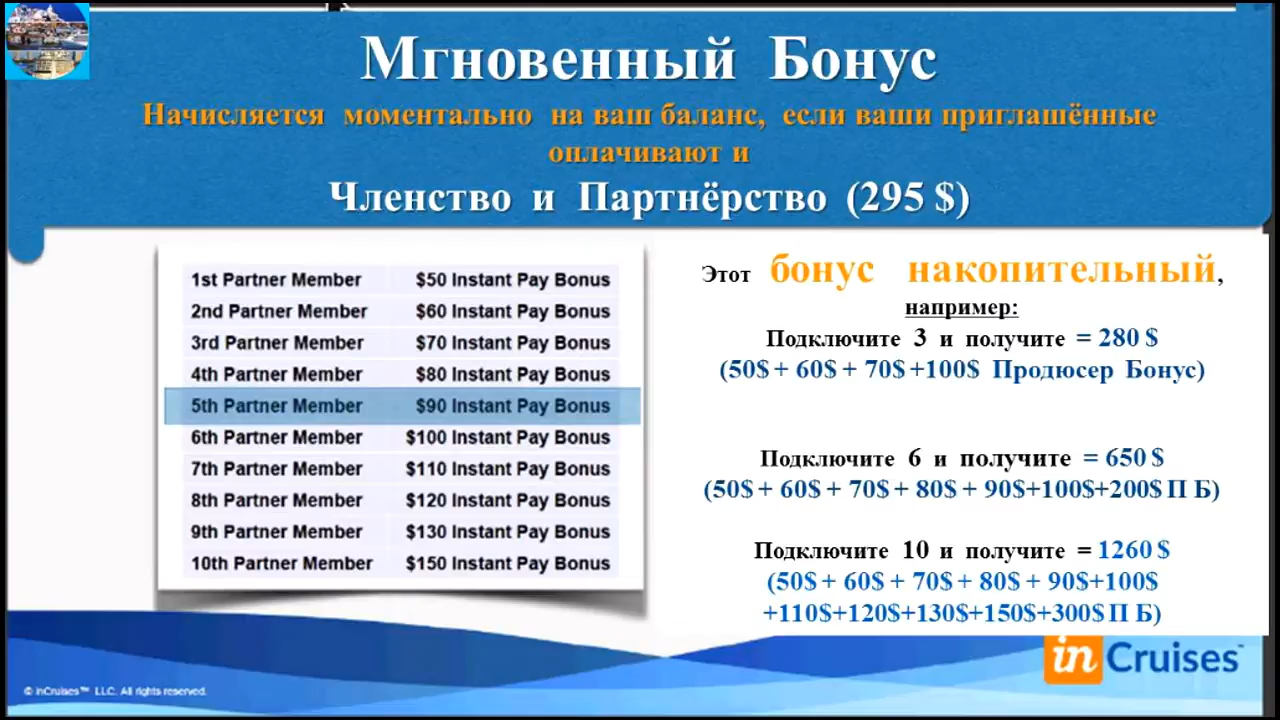 Мгновенный Бонус
Начисляется моментально на ваш баланс, если ваши приглашённые
оплачивают и
Членство и Партнёрство (295 $)
1st Partner Member $50 Instant Pay Bonus
2nd Partner Member $60 Instant Pay Bonus
3rd Partner Member $70 Instant Pay Bonus
4th Partner Member $80 Instant Pay Bonus
5th Partner Member $90 Instant Pay Bonus
6th Partner Member $100 Instant Pay Bonus
7th Partner Member $110 Instant Pay Bonus
8th Partner Member $120 Instant Pay Bonus
9th Partner Member $130 Instant Pay Bonus
10th Partner Member $150 Instant Pay Bonus
Этот бонус накопительный,
например:
Подключите 3 и получите = 280 $
(50$ + 60$ + 70$ +100$ Продюсер Бонус)
Подключите 6 и получите = 650 $
(50$ + 60$ + 70$ + 80$ + 90$+100$+200$ П Б)
Подключите 10 и получите = 1260 $
(50$ + 60$ + 70$ + 80$ + 90$+100$
+110$+120$+130$+150$+300$ П Б)
inCruises™
© inCruises™ LLC. All rights reserved.